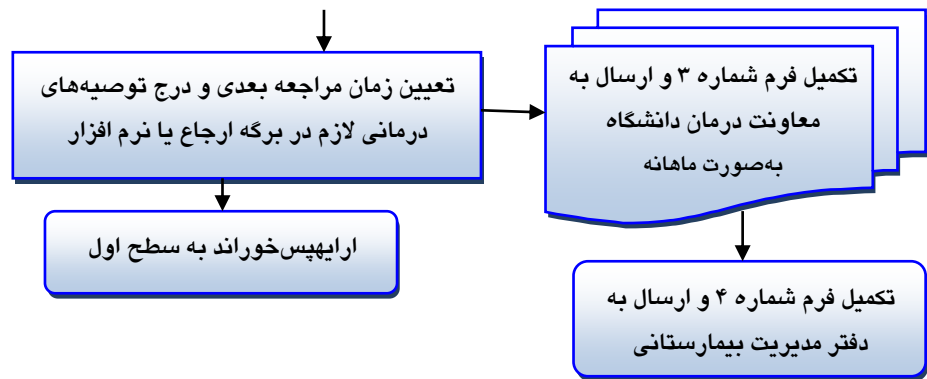 تعیین زمان مراجعه بعدی و درج توصیه‌های
درمانی لازم در برگه ارجاع یا نرم افزار
تکمیل فرم شماره ۳ و ارسال به
معاونت درمان دانشگاه
به‌صورت ماهانه
ارایهپس‌خوراند به سطح اول
تکمیل فرم شماره ۴ و ارسال به
دفتر مدیریت بیمارستانی